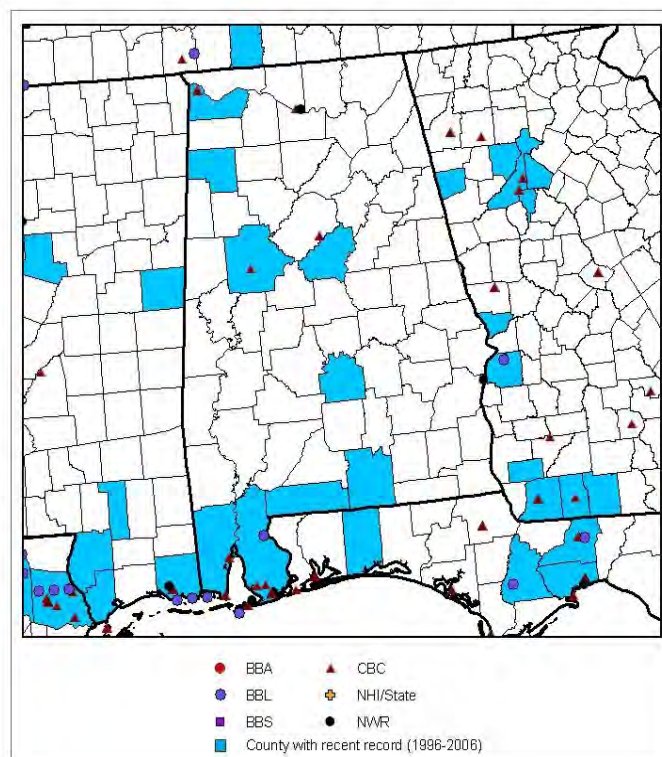 BBA
CBC
BBL
NHI/State
BBS
NWR
County with recent record (1996-2006)